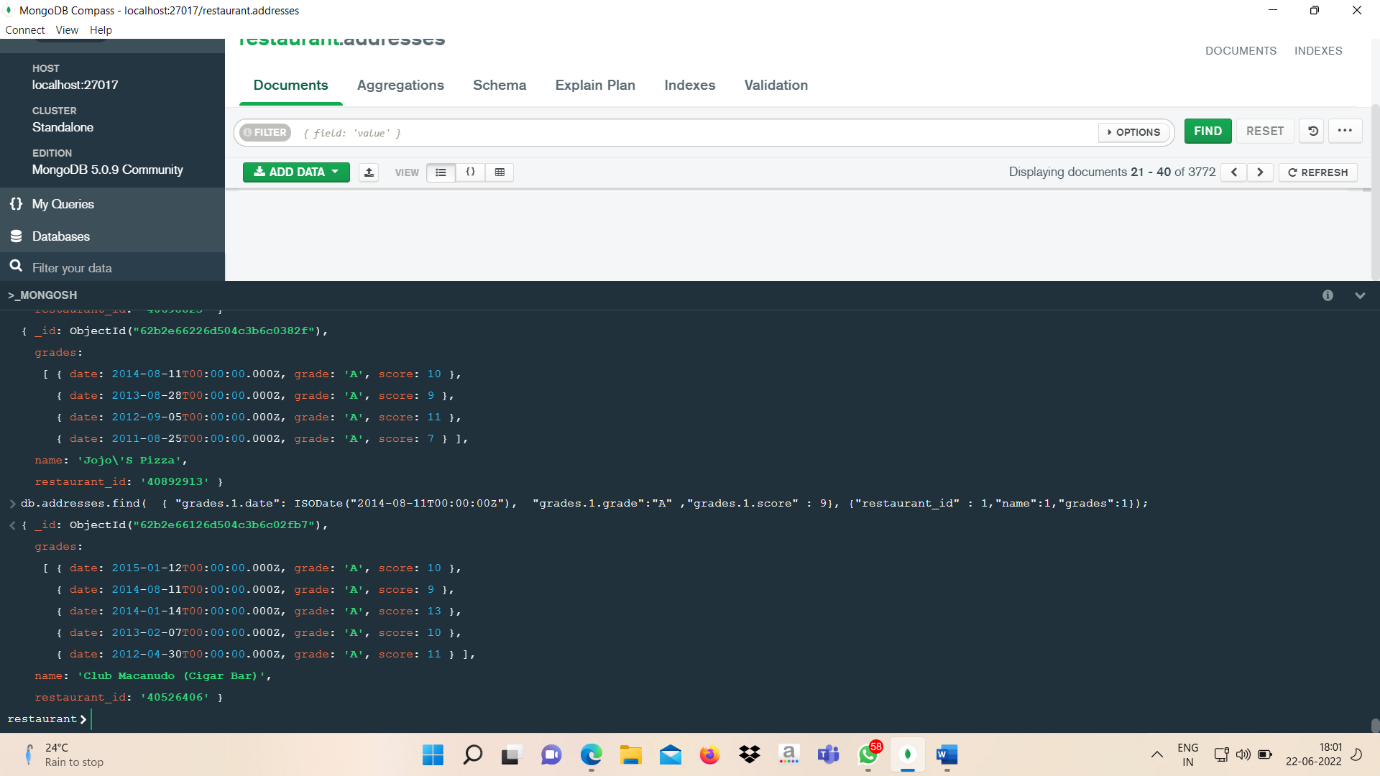 MongoDB Compass - localhost:27017/restaurant.addresses
Connect View Help
restaurant.addresses
DOCUMENTS INDEXES
HOST
localhost:27017
CLUSTER
Standalone
EDITION
MongoDB 5.0.9 Community
{} My Queries
Databases
Filter your data
Documents Aggregations Schema Explain Plan Indexes Validation
FILTER { field: 'value' } OPTIONS FIND RESET
ADD DATA VIEW {} Displaying documents 21 - 40 of 3772 REFRESH
>_MONGOSH
restaurant_id: '40890025' }
{ _id: ObjectId("62b2e66226d504c3b6c0382f"),
grades:
[ { date: 2014-08-11T00:00:00.000Z, grade: 'A', score: 10 },
{ date: 2013-08-28T00:00:00.000Z, grade: 'A', score: 9 },
{ date: 2012-09-05T00:00:00.000Z, grade: 'A', score: 11 },
{ date: 2011-08-25T00:00:00.000Z, grade: 'A', score: 7 } ],
name: 'Jojo\'S Pizza',
restaurant_id: '40892913' }
> db.addresses.find( { "grades.1.date": ISODate("2014-08-11T00:00:00Z"), "grades.1.grade":"A" ,"grades.1.score" : 9}, {"restaurant_id" : 1,"name":1,"grades":1});
< { _id: ObjectId("62b2e66126d504c3b6c02fb7"),
grades:
[ { date: 2015-01-12T00:00:00.000Z, grade: 'A', score: 10 },
{ date: 2014-08-11T00:00:00.000Z, grade: 'A', score: 9 },
{ date: 2014-01-14T00:00:00.000Z, grade: 'A', score: 13 },
{ date: 2013-02-07T00:00:00.000Z, grade: 'A', score: 10 },
{ date: 2012-04-30T00:00:00.000Z, grade: 'A', score: 11 } ],
name: 'Club Macanudo (Cigar Bar)',
restaurant_id: '40526406' }
restaurant>
24°C
Rain to stop
58
ENG
IN
18:01
22-06-2022